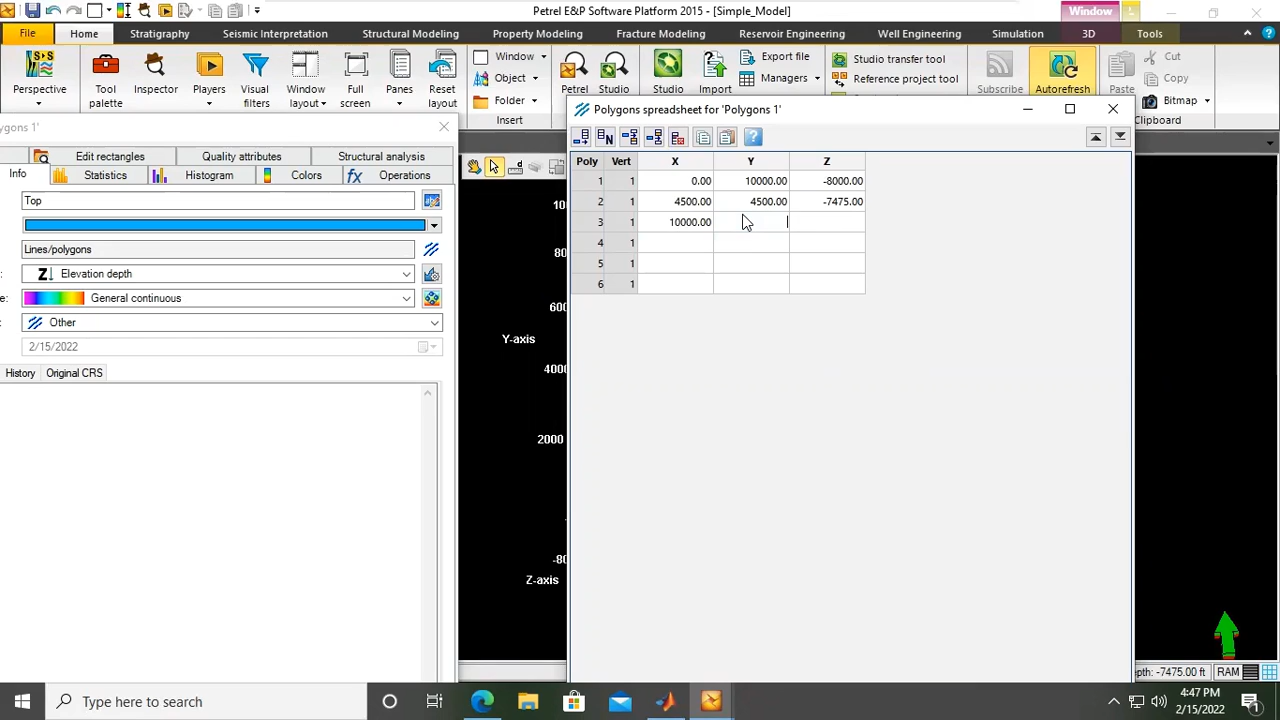 Petrel E&P Software Platform 2015 - [Simple_Model]
Window
File
Home
Stratigraphy
Seismic Interpretation
Structural Modeling
Property Modeling
Fracture Modeling
Reservoir Engineering
Well Engineering
Simulation
3D
Tools
Perspective
Tool palette
Inspector
Players
Visual filters
Window layout
Full screen
Panes
Reset layout
Window
Object
Folder
Insert
Petrel
Studio
Studio
Import
Export file
Managers
Studio transfer tool
Reference project tool
Subscribe
Autorefresh
Paste
Cut
Copy
Bitmap
Clipboard
ygons 1'
Edit rectangles
Quality attributes
Structural analysis
Info
Statistics
Histogram
Colors
Operations
Top
Lines/polygons
Elevation depth
General continuous
Other
2/15/2022
History
Original CRS
Y-axis
Z-axis
Polygons spreadsheet for 'Polygons 1'
Poly Vert X Y Z
1 1 0.00 10000.00 -8000.00
2 1 4500.00 4500.00 -7475.00
3 1 10000.00
4 1
5 1
6 1
4000
2000
Depth: -7475.00 ft
RAM
Type here to search
4:47 PM
2/15/2022